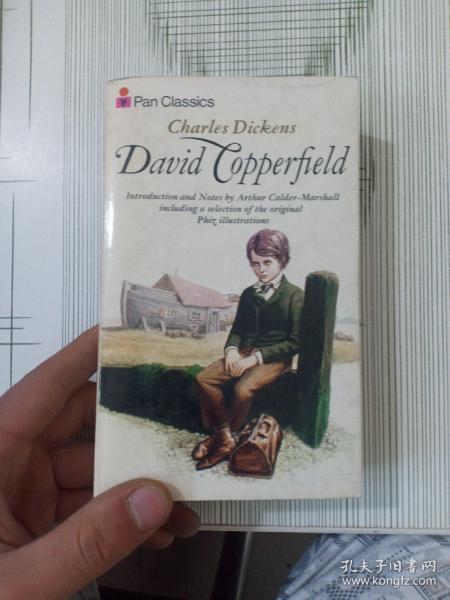 Pan Classics
Charles Dickens
David Copperfield
Introduction and Notes by Arthur Calder-Marshall
including a selection of the original
Phiz illustrations
孔夫子旧书网
www.kongfz.com